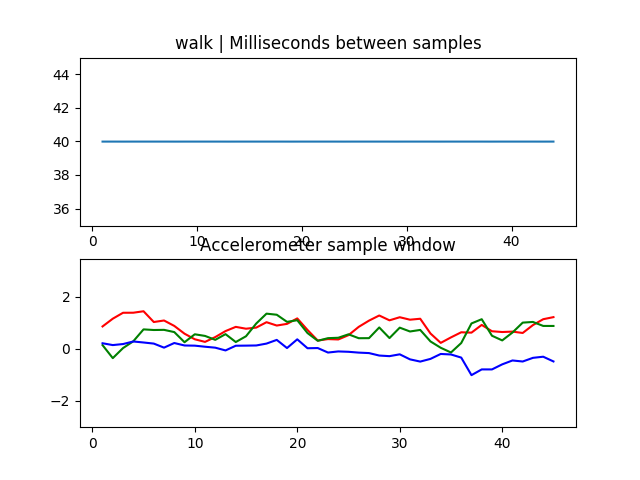 walk | Milliseconds between samples
44
42
40
38
36
0 10 20 30 40
Accelerometer sample window
2
0
−2
0 10 20 30 40